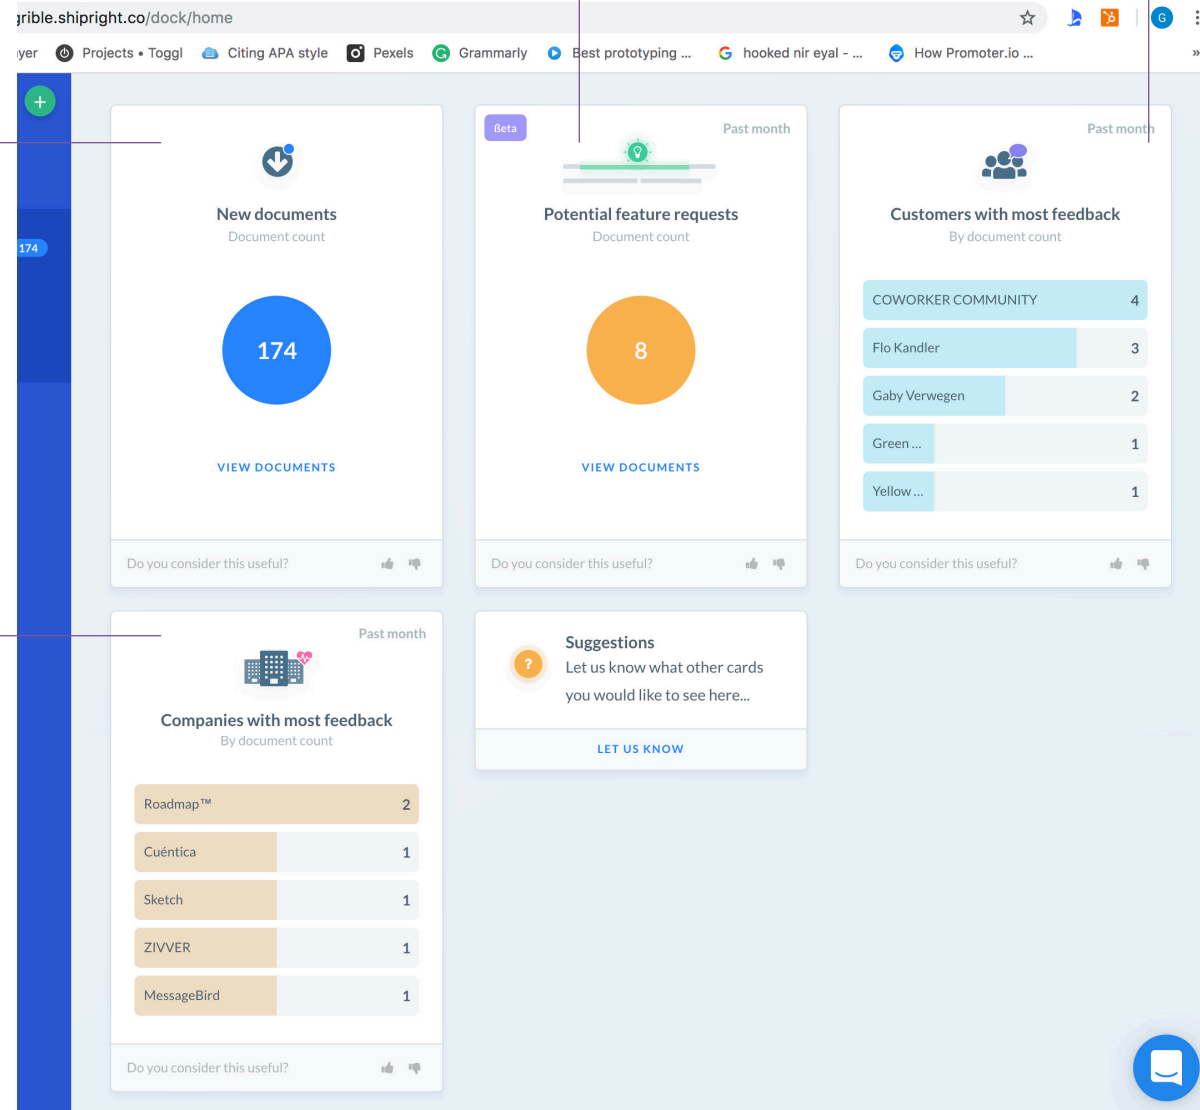 grible.shipright.co/dock/home
G
Projects • Toggl
Citing APA style
Pexels
Grammarly
Best prototyping ...
hooked nir eyal - ...
How Promoter.io ...
»
+
174
New documents
Document count
174
VIEW DOCUMENTS
Do you consider this useful?
Beta
Past month
Potential feature requests
Document count
8
VIEW DOCUMENTS
Do you consider this useful?
Past month
Customers with most feedback
By document count
COWORKER COMMUNITY 4
Flo Kandler 3
Gaby Verwegen 2
Green ... 1
Yellow ... 1
Do you consider this useful?
Past month
Companies with most feedback
By document count
Roadmap™ 2
Cuéntica 1
Sketch 1
ZIVVER 1
MessageBird 1
Do you consider this useful?
?
Suggestions
Let us know what other cards
you would like to see here...
LET US KNOW